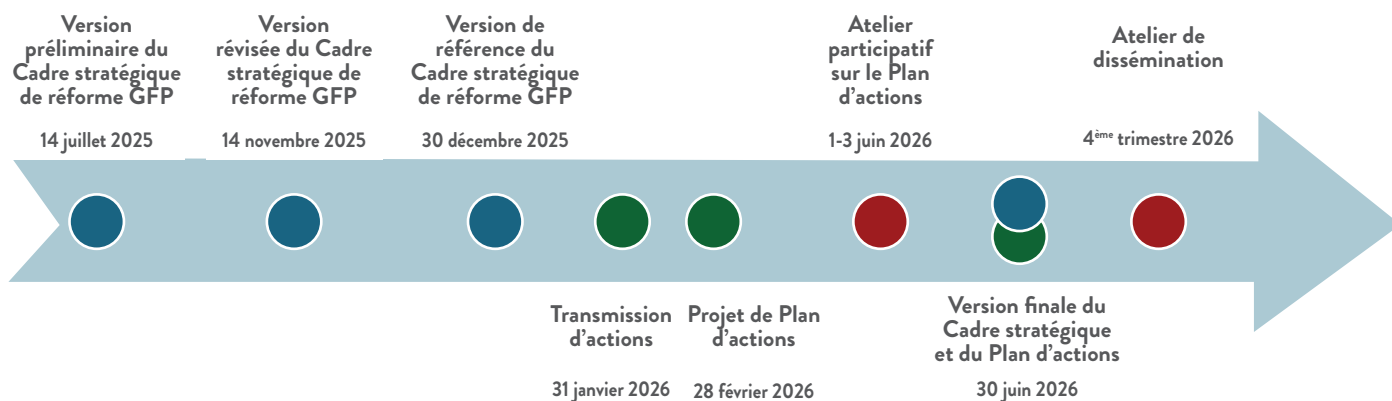 Version
préliminaire du
Cadre stratégique
de réforme GFP
14 juillet 2025
Version
révisée du Cadre
stratégique de
réforme GFP
14 novembre 2025
Version de
référence du
Cadre stratégique
de réforme GFP
30 décembre 2025
Atelier
participatif
sur le Plan
d'actions
1-3 juin 2026
Atelier de
dissémination
4ème trimestre 2026
Transmission
d'actions
31 janvier 2026
Projet de Plan
d'actions
28 février 2026
Version finale du
Cadre stratégique
et du Plan d'actions
30 juin 2026